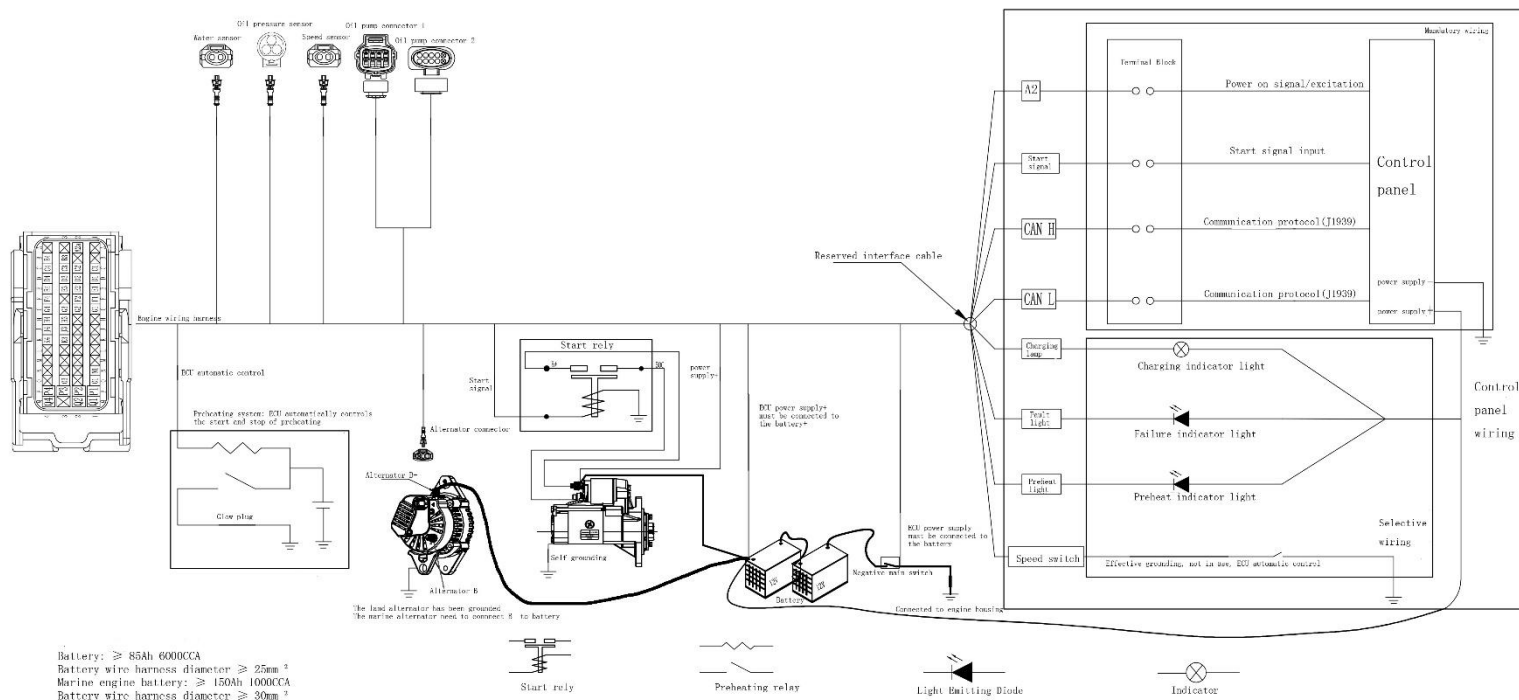 Oil pressure sensor
Oil pump connector 1
Water sensor
Speed sensor
Oil pump connector 2
Mandatory wiring
Terminal Block
A2
Power on signal/excitation
Start
signal
Start signal input
Control
panel
CAN H
Communication protocol(J1939)
Reserved interface cable
CAN L
Communication protocol(J1939)
power supply-
power supply+
Engine wiring harness
Charging
lamp
Charging indicator light
Start rely
ECU automatic control
Start
signal
power
supply+
Control
panel
wiring
Preheating system: ECU automatically controls
the start and stop of preheating
ECU power supply+
must be connected to
the battery+
Fault
light
Failure indicator light
Alternator connector
Alternator D+
Preheat
light
Preheat indicator light
Glow plug
Selective
wiring
ECU power supply
must be connected to
the battery
Self grounding
Speed switch
Effective grounding, not in use, ECU automatic control
12V
12V
Negative main switch
Alternator B
Battery
Connected to engine housing
The land alternator has been grounded
The marine alternator need to connect B to battery
Battery: ≥ 85Ah 6000CCA
Battery wire harness diameter ≥ 25mm ²
Marine engine battery: ≥ 150Ah 1000CCA
Battery wire harness diameter ≥ 30mm ²
Start rely
Preheating relay
Light Emitting Diode
Indicator